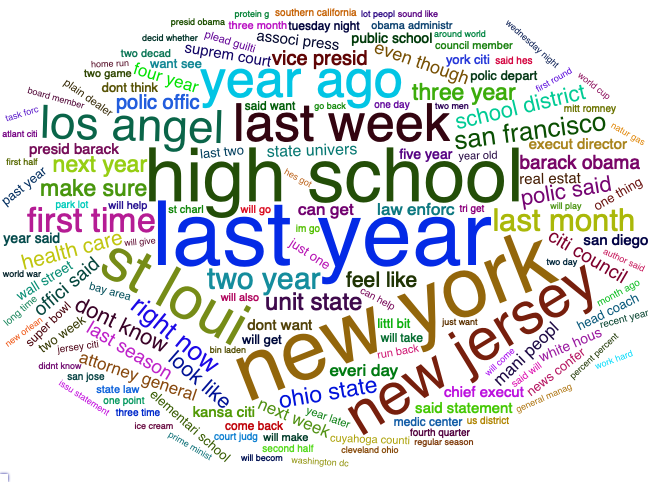 protein g
southern california
presid obama
three month
tuesday night
lot peopl sound like
obama administr
decid whether
plead guilti
associ press
public school
around world
wednesday night
two decad
suprem court
vice presid
even though
council member
home run
want see
york citi
said hes
two game
four year
year ago
polic depart
first round
world cup
plain dealer
dont think
three year
board member
polic offic
said want
go back
one day
two men
school district
mitt romney
task forc
los angel
last week
san francisco
natur gas
atlant citi
execut director
presid barack
last two
state univers
five year
year old
barack obama
first half
next year
high school
real estat
past year
make sure
hes got
polic said
one thing
park lot
will help
st charl
will go
can get
law enforc
tri get
will play
first time
im go
last month
year said
will give
last year
citi council
san diego
health care
just one
author said
world war
wall street
st loui
new york
two day
long time
offici said
bay area
two year
feel like
can help
month ago
new orlean
super bowl
will also
unit state
new jersey
head coach
two week
dont know
right now
dont want
littl bit
just want
mani peopl
white hous
recent year
jersey citi
last season
will get
will take
will come
said will
news confer
percent percent
didnt know
look like
bin laden
run back
work hard
san jose
attorney general
everi day
issu statement
state law
ohio state
chief execut
general manag
one point
elementari school
kansa citi
next week
year later
said statement
three time
come back
medic center
us district
ice cream
court judg
will make
cuyahoga counti
fourth quarter
prime minist
second half
regular season
will becom
washington dc
cleveland ohio